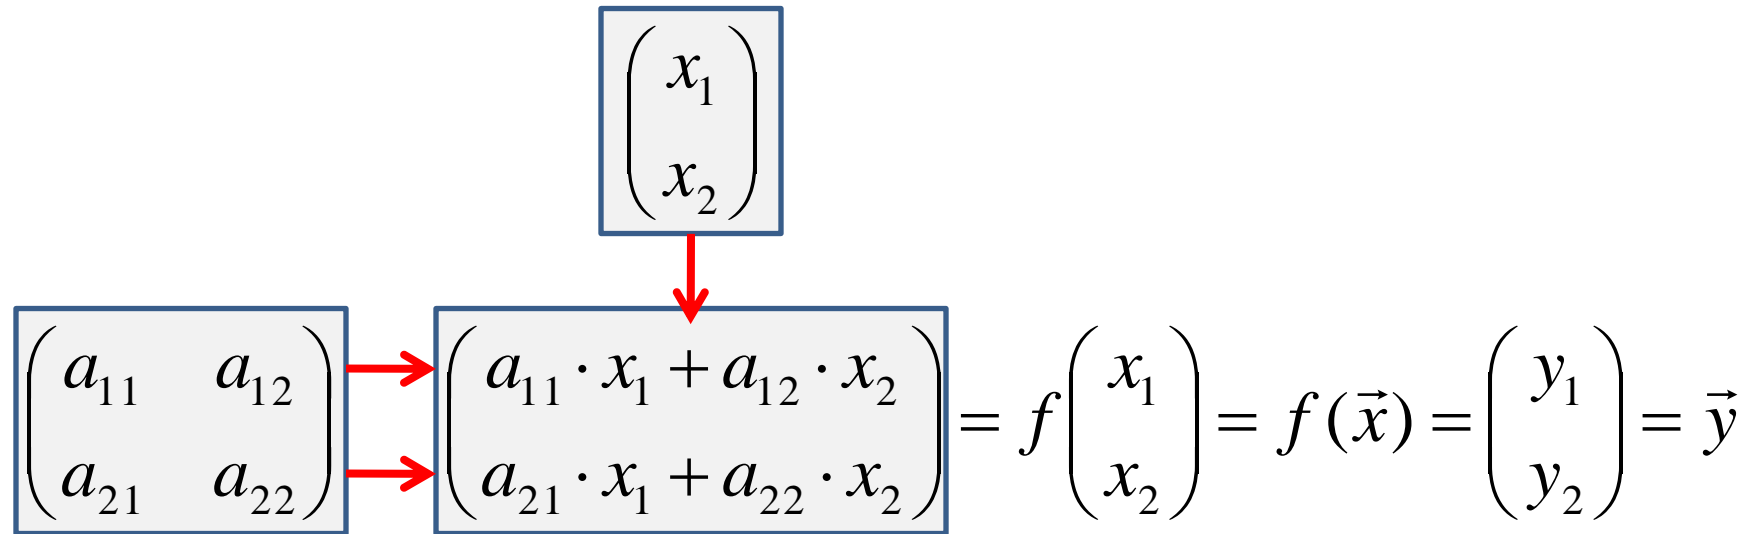 (x₁
x₂)
(a₁₁ a₁₂
a₂₁ a₂₂)
(a₁₁ · x₁ + a₁₂ · x₂
a₂₁ · x₁ + a₂₂ · x₂)
= f(x₁
x₂)
= f(x⃗) =
(y₁
y₂)
= y⃗